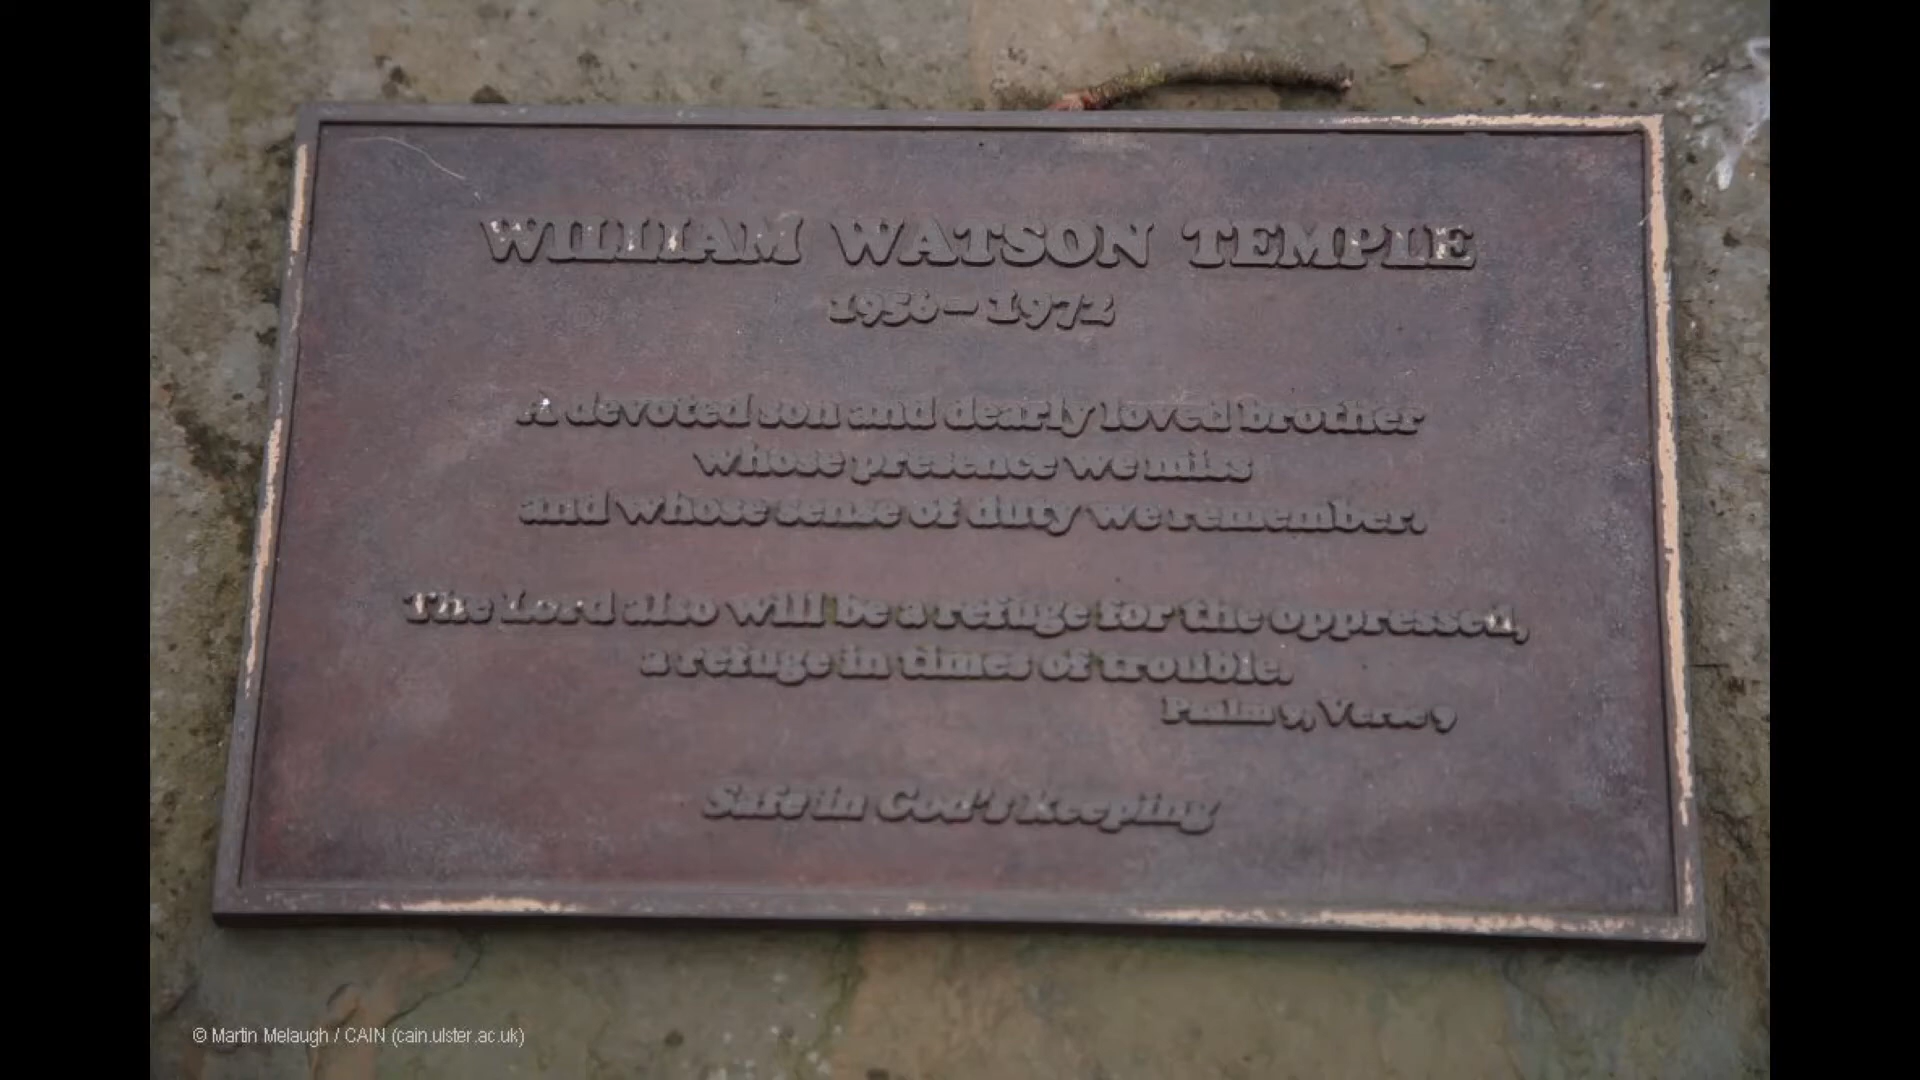 WILLIAM WATSON TEMPLE
1956–1972
A devoted son and dearly loved brother
whose presence we miss
and whose sense of duty we remember.
The Lord also will be a refuge for the oppressed,
a refuge in times of trouble.
Psalm 9, Verse 9
Safe in God's keeping
© Martin Melaugh / CAIN (cain.ulster.ac.uk)